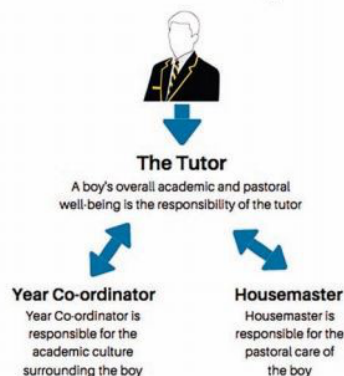 The Tutor
A boy's overall academic and pastoral
well-being is the responsibility of the tutor
Year Co-ordinator
Year Co-ordinator is
responsible for the
academic culture
surrounding the boy
Housemaster
Housemaster is
responsible for the
pastoral care of
the boy